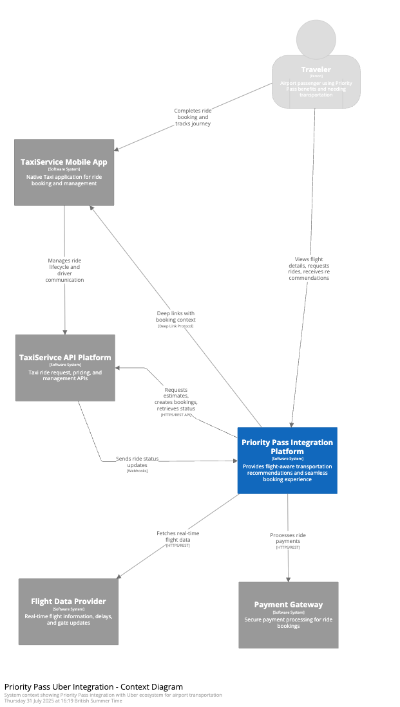 Traveler
[Person]
Airport passenger using Priority
Pass benefits and needing
transportation
Completes ride
booking and
tracks journey
TaxiService Mobile App
[Software System]
Native Taxi application for ride
booking and management
Manages ride
lifecycle and
driver
communication
Views flight
details, requests
rides, receives re
commendations
Deep links with
booking context
[Deep Link Protocol]
TaxiSerivce API Platform
[Software System]
Taxi ride request, pricing, and
management APIs
Requests
estimates,
creates bookings,
retrieves status
[HTTPS/REST API]
Priority Pass Integration
Platform
[Software System]
Provides flight-aware transportation
recommendations and seamless
booking experience
Sends ride status
updates
[Webhooks]
Fetches real-time
flight data
[HTTPS/REST]
Processes ride
payments
[HTTPS/REST]
Flight Data Provider
[Software System]
Real-time flight information, delays,
and gate updates
Payment Gateway
[Software System]
Secure payment processing for ride
bookings
Priority Pass Uber Integration - Context Diagram
System context showing Priority Pass integration with Uber ecosystem for airport transportation
Thursday 31 July 2025 at 15:19 British Summer Time